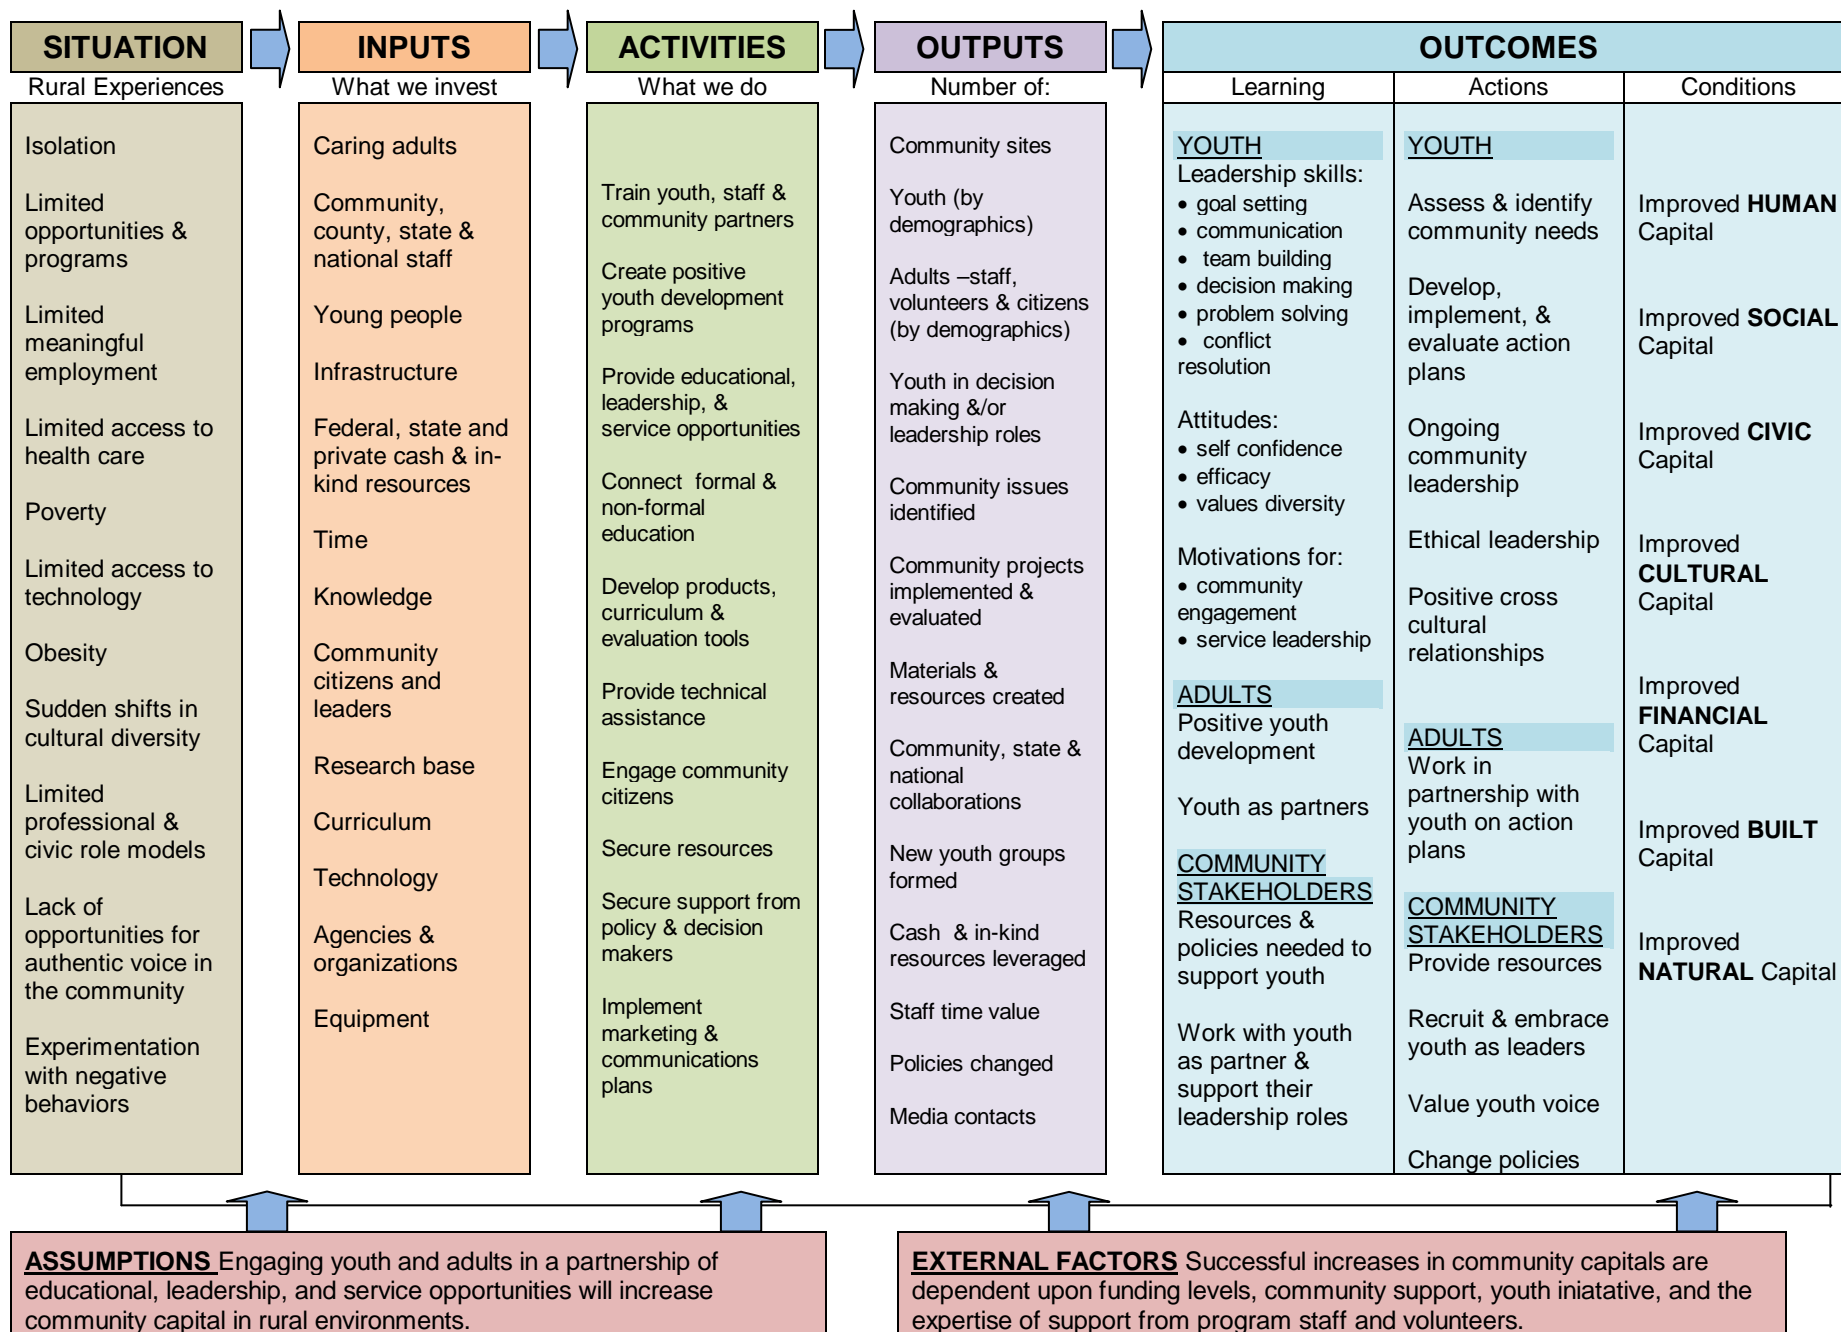 SITUATION
Rural Experiences
Isolation
Limited
opportunities &
programs
Limited
meaningful
employment
Limited access to
health care
Poverty
Limited access to
technology
Obesity
Sudden shifts in
cultural diversity
Limited
professional &
civic role models
Lack of
opportunities for
authentic voice in
the community
Experimentation
with negative
behaviors
INPUTS
What we invest
Caring adults
Community,
county, state &
national staff
Young people
Infrastructure
Federal, state and
private cash & in-
kind resources
Time
Knowledge
Community
citizens and
leaders
Research base
Curriculum
Technology
Agencies &
organizations
Equipment
ACTIVITIES
What we do
Train youth, staff &
community partners
Create positive
youth development
programs
Provide educational,
leadership, &
service opportunities
Connect formal &
non-formal
education
Develop products,
curriculum &
evaluation tools
Provide technical
assistance
Engage community
citizens
Secure resources
Secure support from
policy & decision
makers
Implement
marketing &
communications
plans
OUTPUTS
Number of:
Community sites
Youth (by
demographics)
Adults –staff,
volunteers & citizens
(by demographics)
Youth in decision
making &/or
leadership roles
Community issues
identified
Community projects
implemented &
evaluated
Materials &
resources created
Community, state &
national
collaborations
New youth groups
formed
Cash & in-kind
resources leveraged
Staff time value
Policies changed
Media contacts
OUTCOMES
Learning
YOUTH
Leadership skills:
• goal setting
• communication
• team building
• decision making
• problem solving
• conflict
resolution
Attitudes:
• self confidence
• efficacy
• values diversity
Motivations for:
• community
engagement
• service leadership
ADULTS
Positive youth
development
Youth as partners
COMMUNITY
STAKEHOLDERS
Resources &
policies needed to
support youth
Work with youth
as partner &
support their
leadership roles
Actions
YOUTH
Assess & identify
community needs
Develop,
implement, &
evaluate action
plans
Ongoing
community
leadership
Ethical leadership
Positive cross
cultural
relationships
ADULTS
Work in
partnership with
youth on action
plans
COMMUNITY
STAKEHOLDERS
Provide resources
Recruit & embrace
youth as leaders
Value youth voice
Change policies
Conditions
Improved HUMAN
Capital
Improved SOCIAL
Capital
Improved CIVIC
Capital
Improved
CULTURAL
Capital
Improved
FINANCIAL
Capital
Improved BUILT
Capital
Improved
NATURAL Capital
ASSUMPTIONS Engaging youth and adults in a partnership of
educational, leadership, and service opportunities will increase
community capital in rural environments.
EXTERNAL FACTORS Successful increases in community capitals are
dependent upon funding levels, community support, youth iniatative, and the
expertise of support from program staff and volunteers.